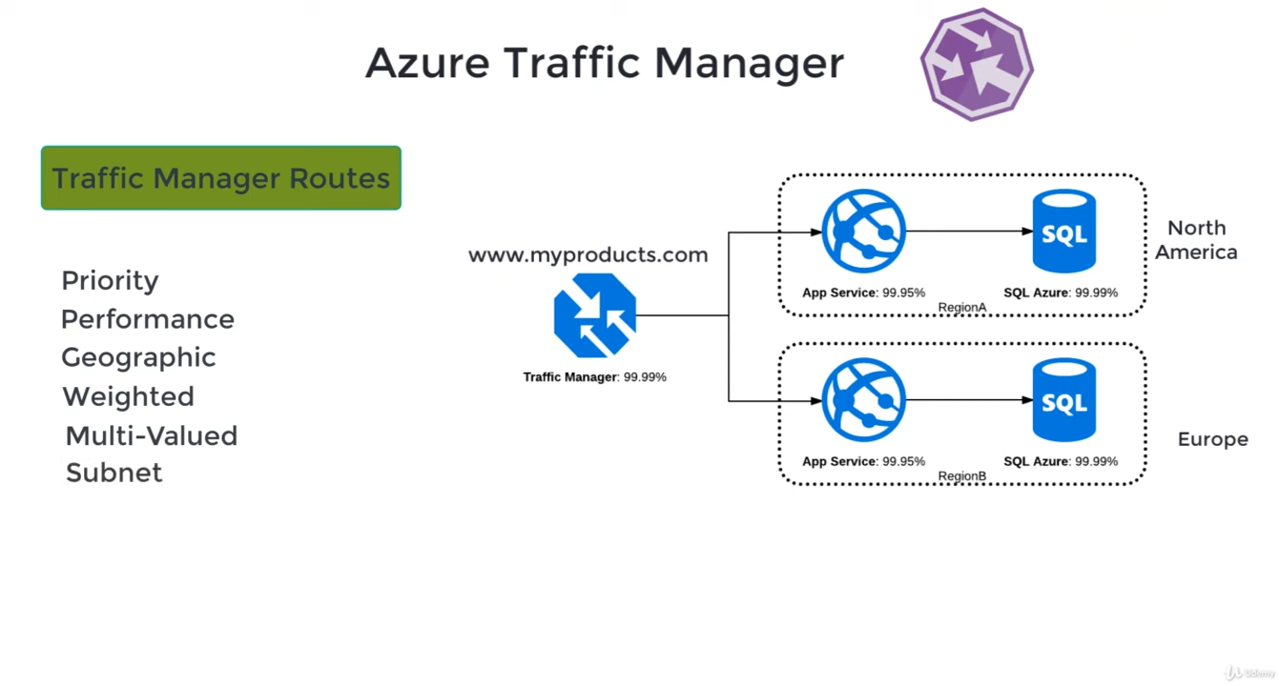 Azure Traffic Manager
Traffic Manager Routes
Priority
Performance
Geographic
Weighted
Multi-Valued
Subnet
www.myproducts.com
Traffic Manager: 99.99%
SQL
App Service: 99.95%
SQL Azure: 99.99%
RegionA
North
America
SQL
App Service: 99.95%
SQL Azure: 99.99%
RegionB
Europe
Udemy